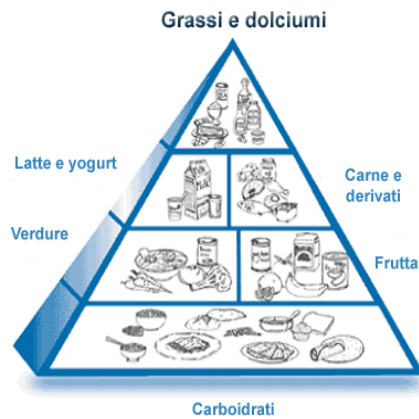 Grassi e dolciumi
Latte e yogurt
Carne e
derivati
Verdure
Frutta
Carboidrati